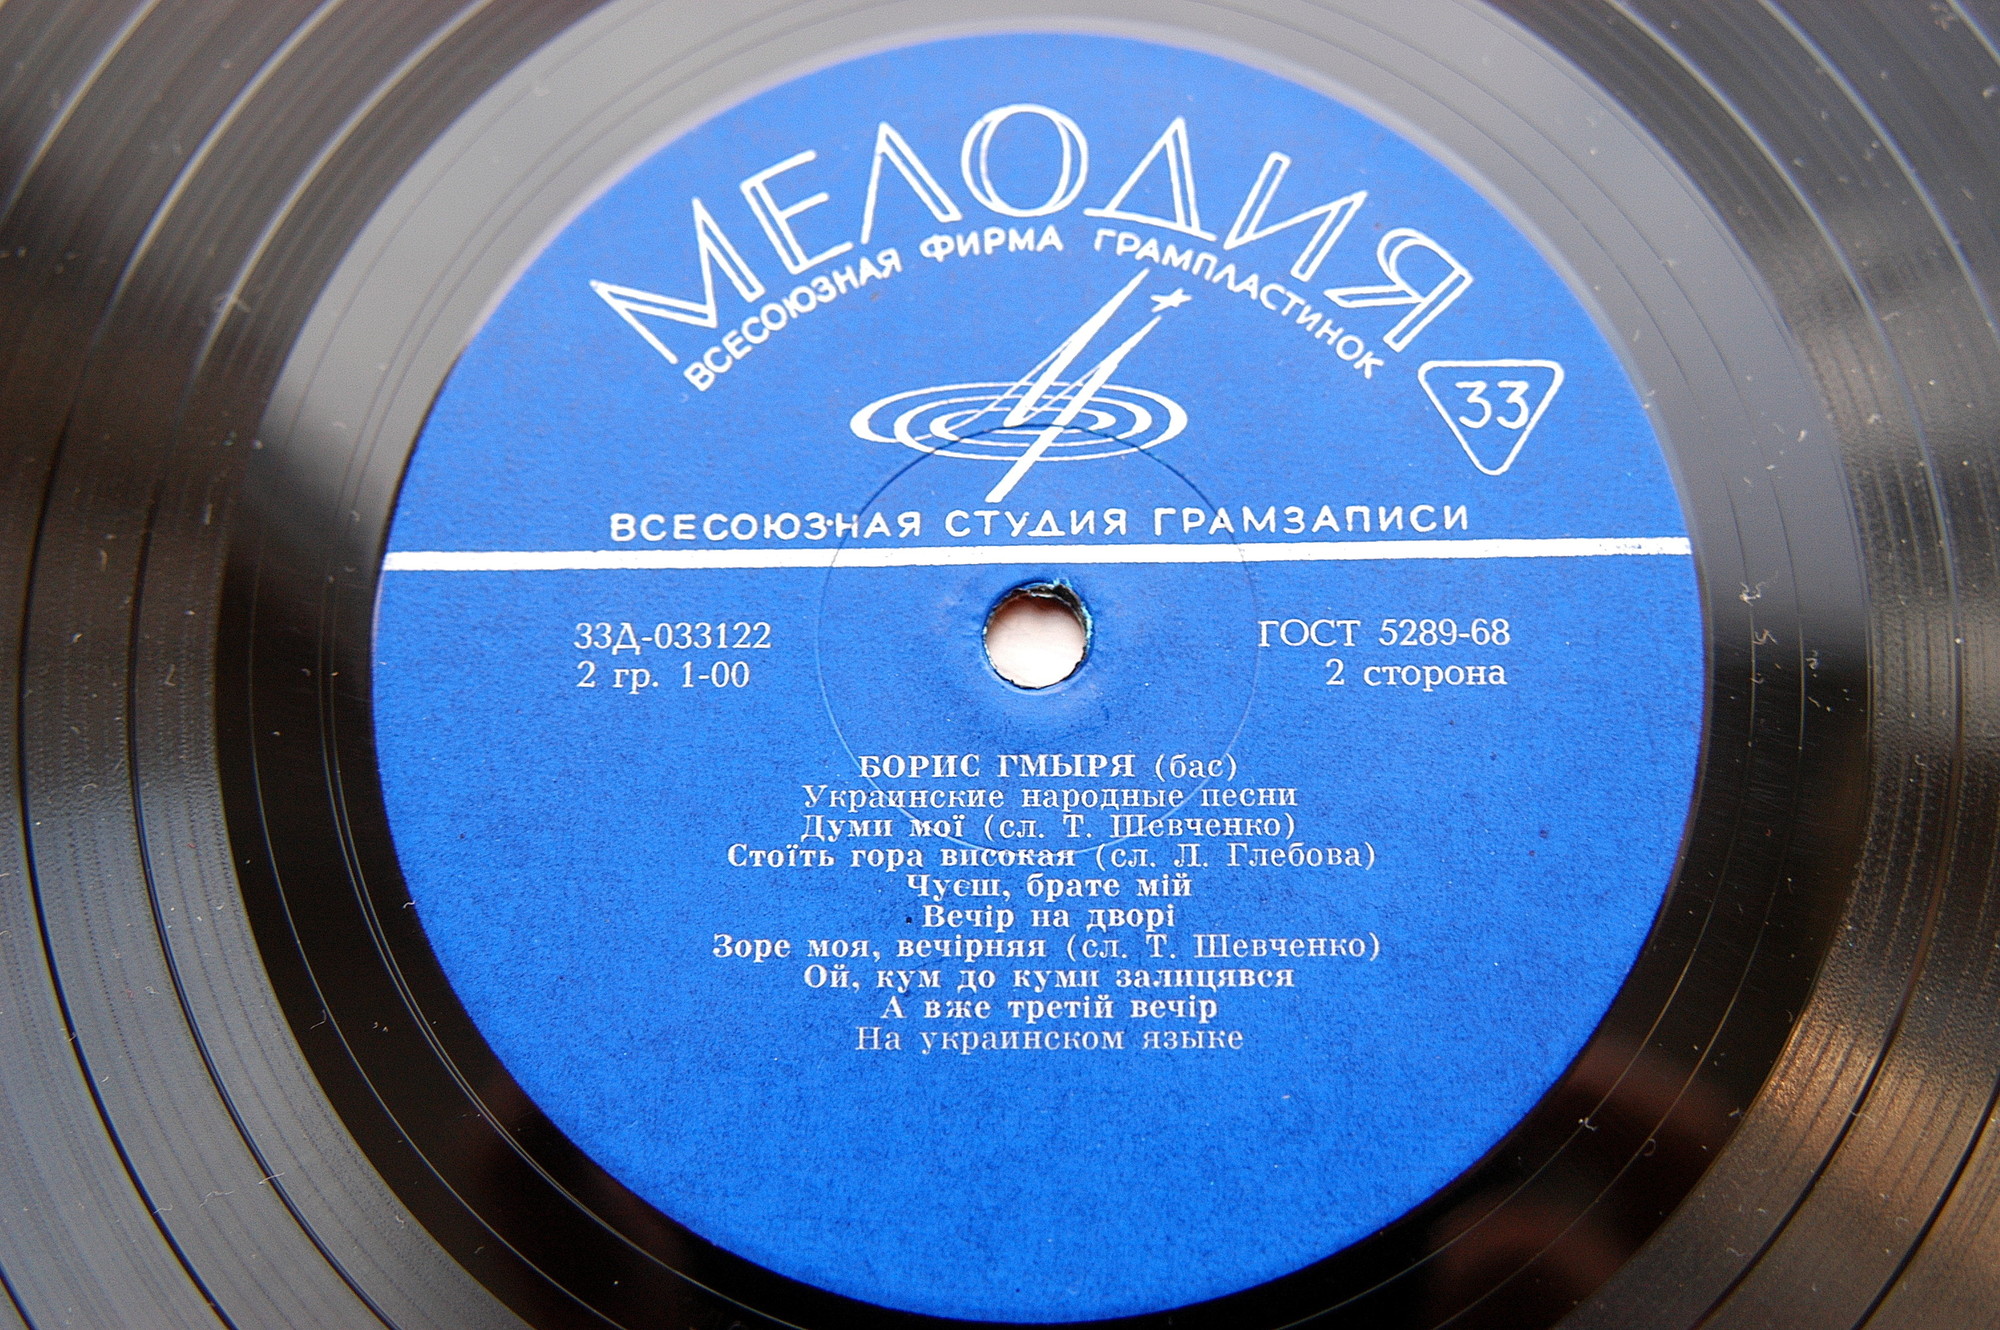 МЕЛОДИЯ
ВСЕСОЮЗНАЯ ФИРМА ГРАМПЛАСТИНОК
33
ВСЕСОЮЗНАЯ СТУДИЯ ГРАМЗАПИСИ
33Д-033122
2 гр. 1-00
ГОСТ 5289-68
2 сторона
БОРИС ГМЫРЯ (бас)
Украинские народные песни
Думи мої (сл. Т. Шевченко)
Стоїть гора високая (сл. Л. Глебова)
Чуєш, брате мій
Вечір на дворі
Зоре моя, вечірняя (сл. Т. Шевченко)
Ой, кум до куми залицявся
А вже третій вечір
На украинском языке